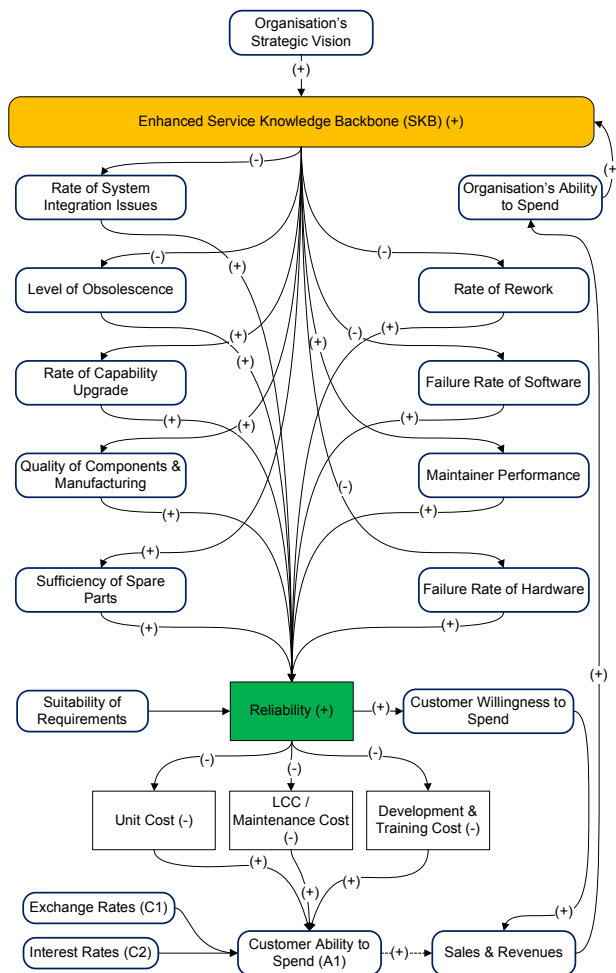 Organisation's
Strategic Vision
(+)
Enhanced Service Knowledge Backbone (SKB) (+)
(-)
(+)
Rate of System
Integration Issues
Organisation's Ability
to Spend
(-)
(+)
(-)
Level of Obsolescence
Rate of Rework
(+)
(+)
(-)
(+)
Rate of Capability
Upgrade
Failure Rate of Software
(+)
(+)
(+)
(+)
Quality of Components &
Manufacturing
Maintainer Performance
(-)
(+)
(+)
(+)
Sufficiency of Spare
Parts
Failure Rate of Hardware
(+)
(+)
(+)
Suitability of
Requirements
Reliability (+)
(+)
Customer Willingness to
Spend
(-)
(-)
(-)
Unit Cost (-)
LCC /
Maintenance Cost
(-)
Development &
Training Cost (-)
(+)
(+)
(+)
Exchange Rates (C1)
(+)
Interest Rates (C2)
Customer Ability to
Spend (A1)
(+)
Sales & Revenues